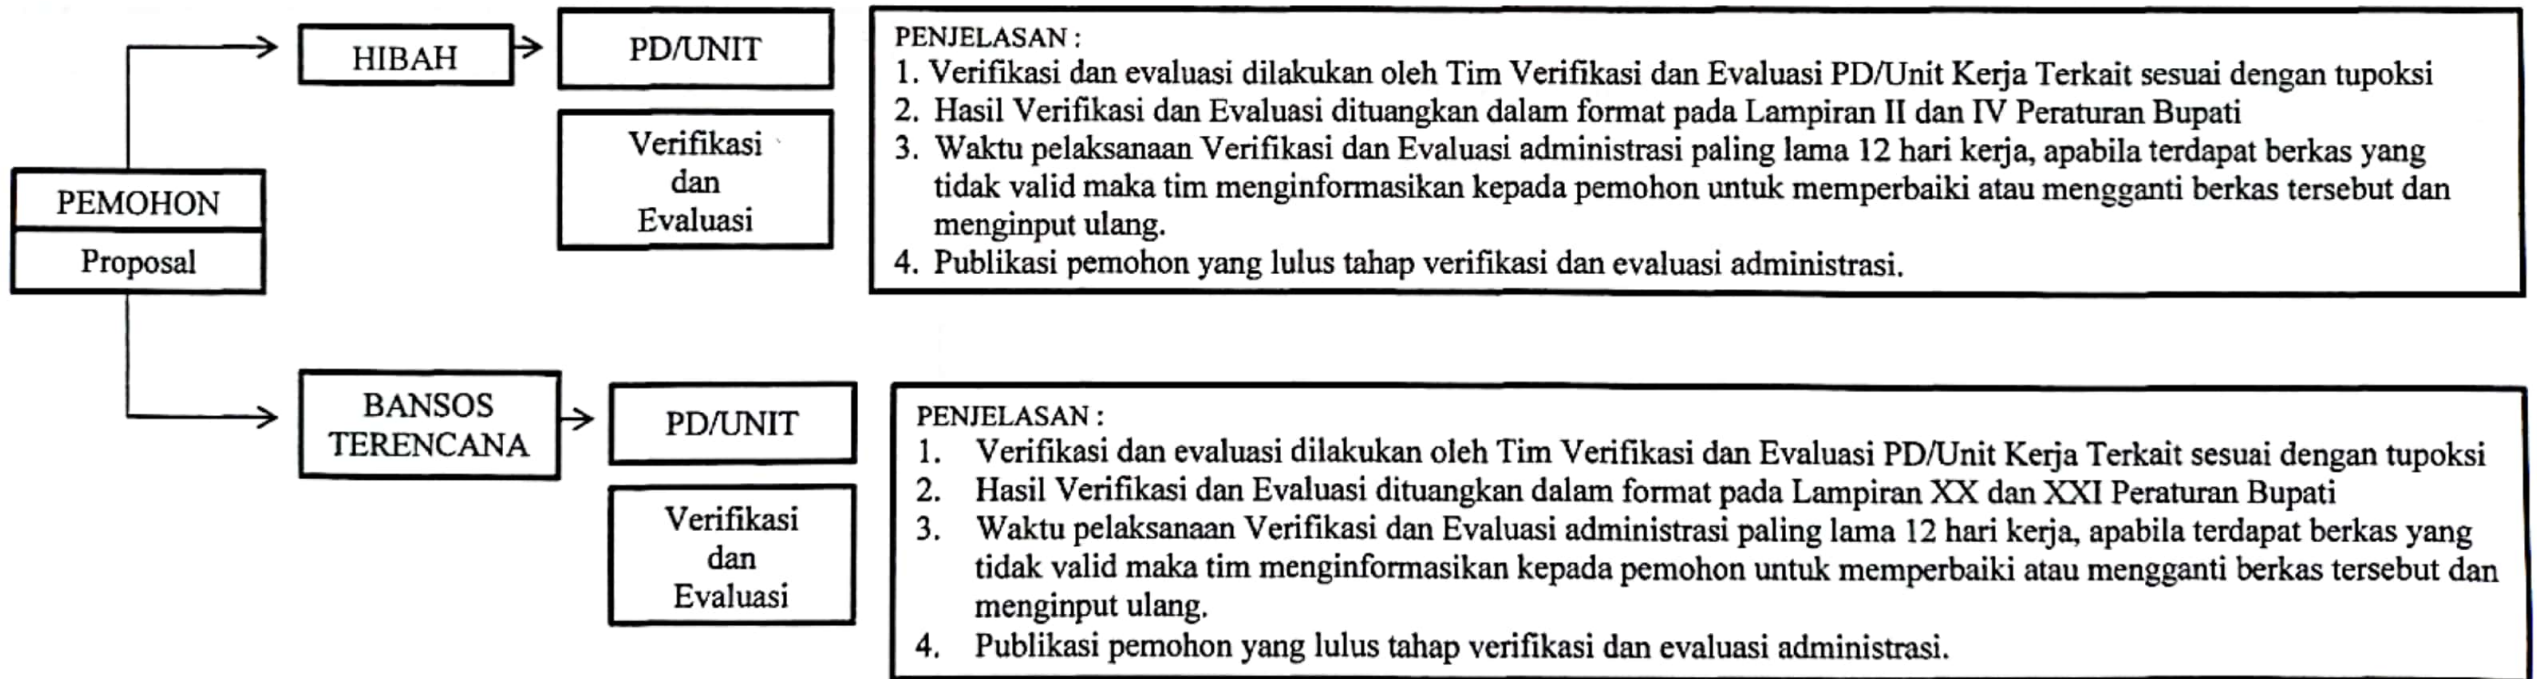 PEMOHON
Proposal
HIBAH
PD/UNIT
Verifikasi
dan
Evaluasi
PENJELASAN :
1. Verifikasi dan evaluasi dilakukan oleh Tim Verifikasi dan Evaluasi PD/Unit Kerja Terkait sesuai dengan tupoksi
2. Hasil Verifikasi dan Evaluasi dituangkan dalam format pada Lampiran II dan IV Peraturan Bupati
3. Waktu pelaksanaan Verifikasi dan Evaluasi administrasi paling lama 12 hari kerja, apabila terdapat berkas yang
tidak valid maka tim menginformasikan kepada pemohon untuk memperbaiki atau mengganti berkas tersebut dan
menginput ulang.
4. Publikasi pemohon yang lulus tahap verifikasi dan evaluasi administrasi.
BANSOS
TERENCANA
PD/UNIT
Verifikasi
dan
Evaluasi
PENJELASAN :
1. Verifikasi dan evaluasi dilakukan oleh Tim Verifikasi dan Evaluasi PD/Unit Kerja Terkait sesuai dengan tupoksi
2. Hasil Verifikasi dan Evaluasi dituangkan dalam format pada Lampiran XX dan XXI Peraturan Bupati
3. Waktu pelaksanaan Verifikasi dan Evaluasi administrasi paling lama 12 hari kerja, apabila terdapat berkas yang
tidak valid maka tim menginformasikan kepada pemohon untuk memperbaiki atau mengganti berkas tersebut dan
menginput ulang.
4. Publikasi pemohon yang lulus tahap verifikasi dan evaluasi administrasi.